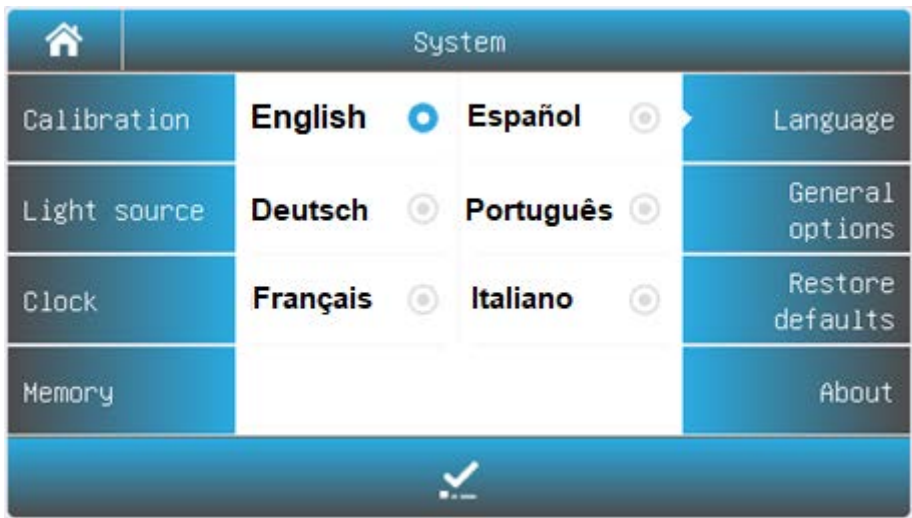 System
Calibration
English
Español
Language
Light source
Deutsch
Português
General
options
Clock
Français
Italiano
Restore
defaults
Memory
About